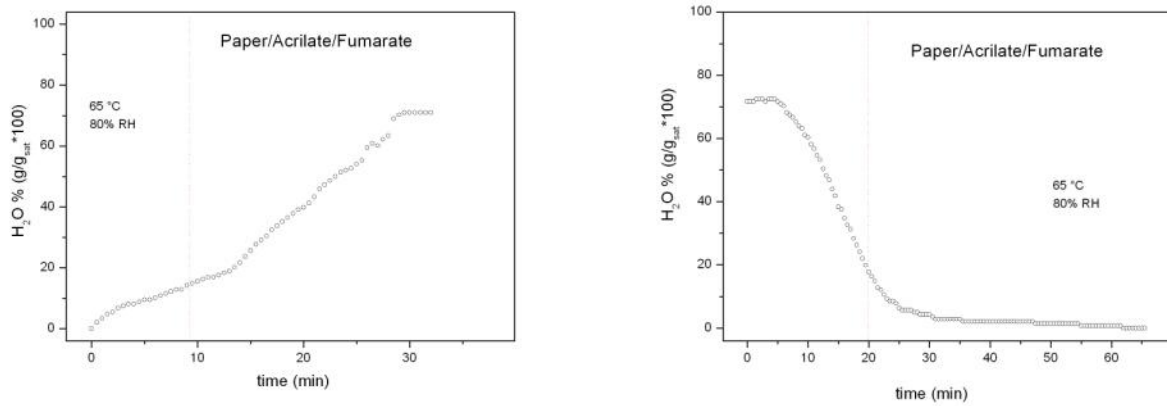 100
80
60
40
20
0
H₂O % (g/g_sat*100)
Paper/Acrilate/Fumarate
65 °C
80% RH
0
10
20
30
time (min)
100
80
60
40
20
0
H₂O % (g/g_sat*100)
Paper/Acrilate/Fumarate
65 °C
80% RH
0
10
20
30
40
50
60
time (min)